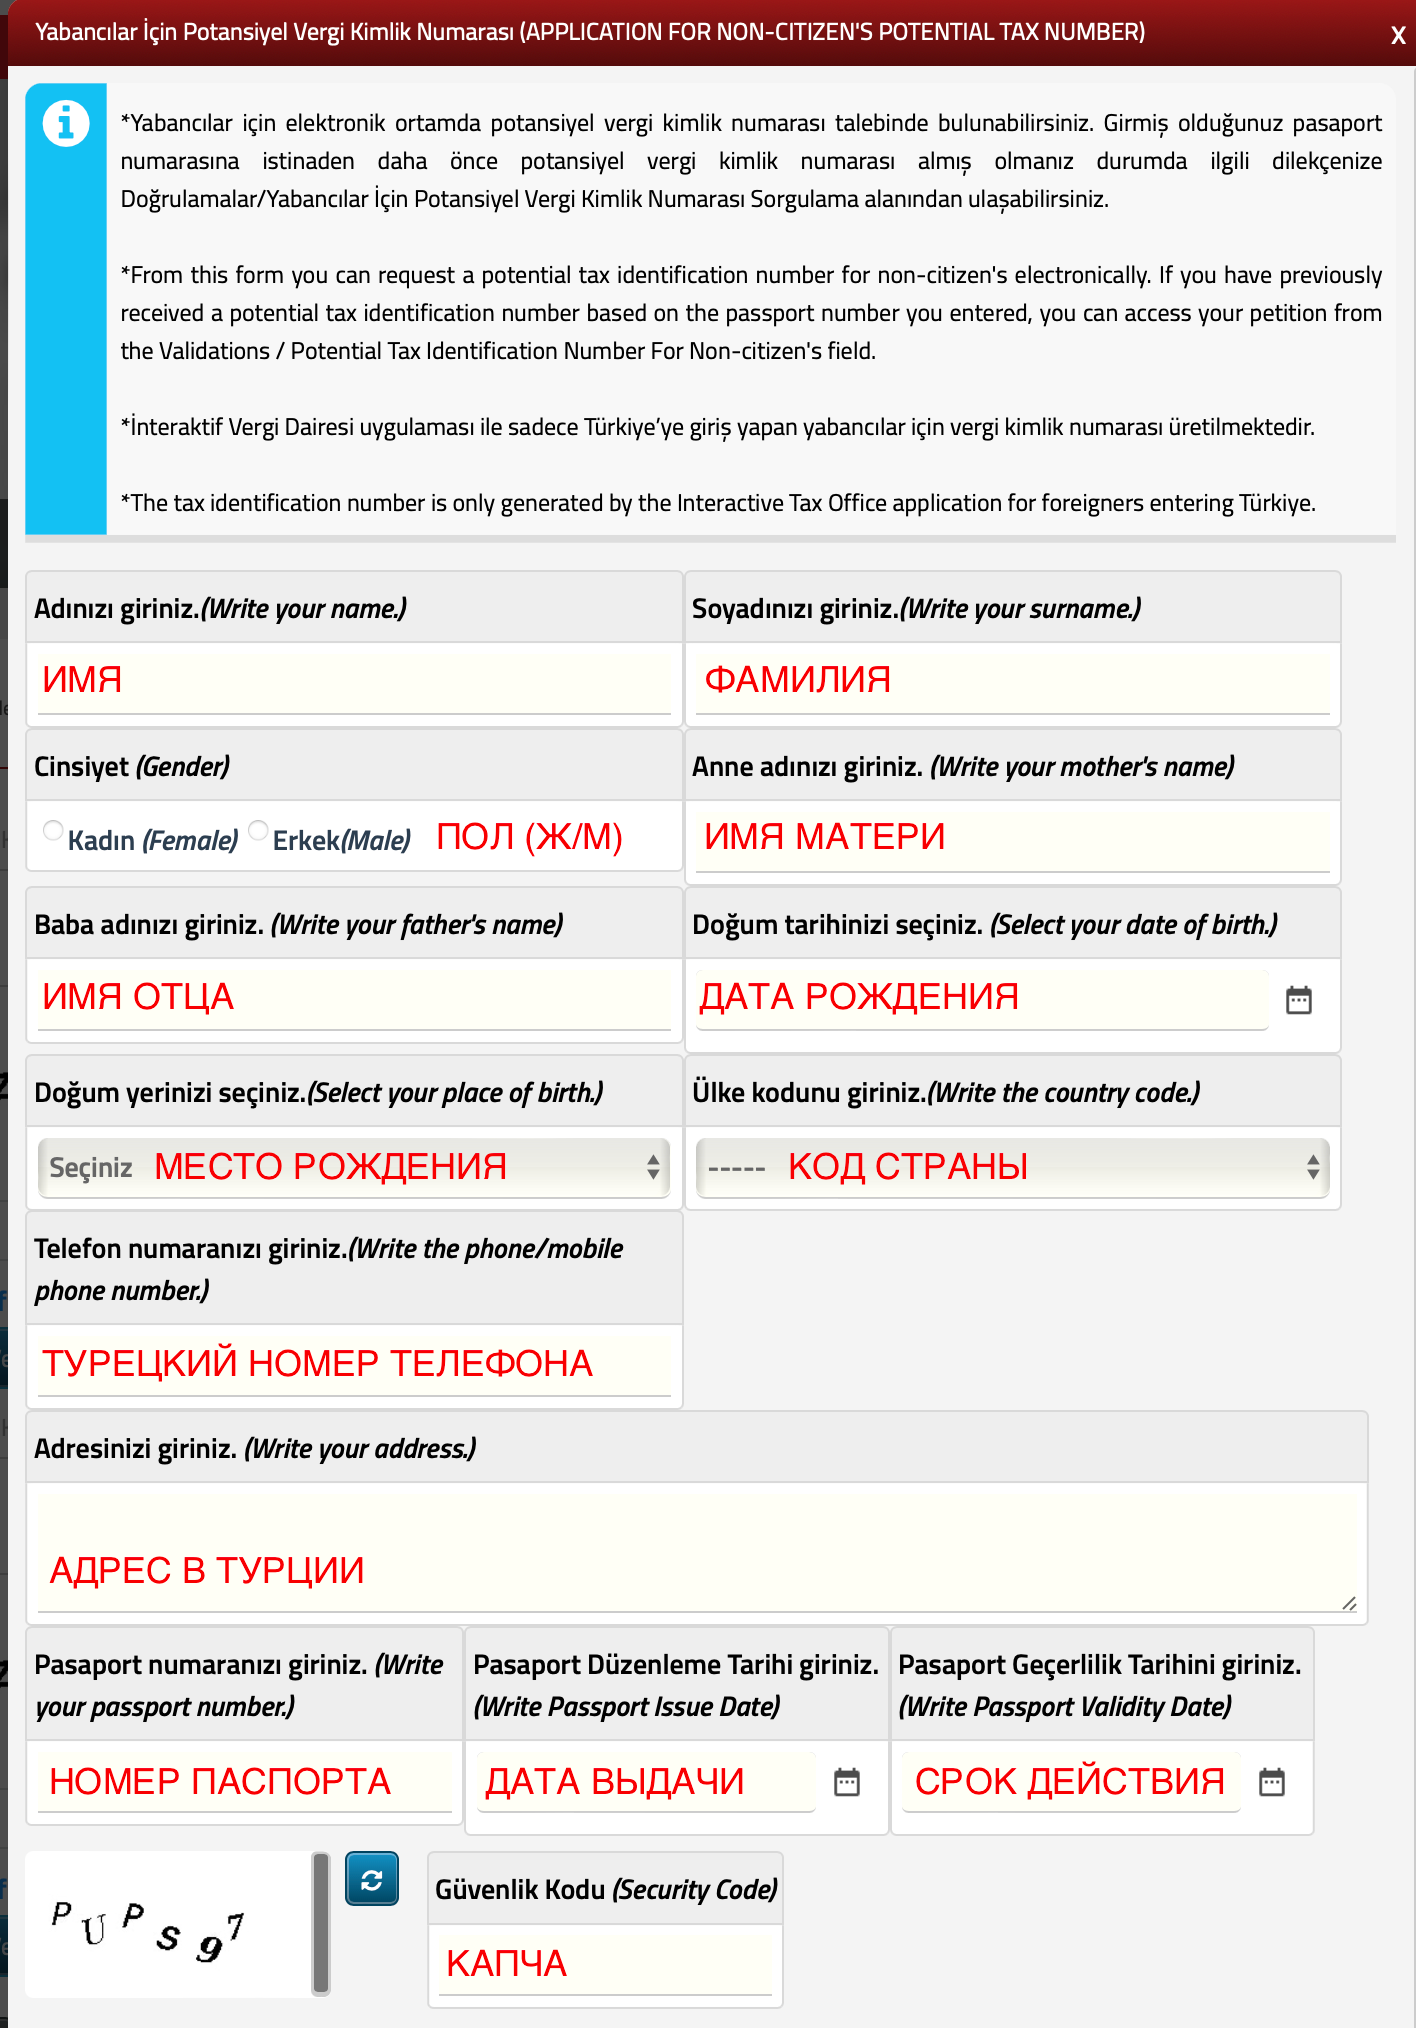 Yabancılar İçin Potansiyel Vergi Kimlik Numarası (APPLICATION FOR NON-CITIZEN'S POTENTIAL TAX NUMBER)
X
*Yabancılar için elektronik ortamda potansiyel vergi kimlik numarası talebinde bulunabilirsiniz. Girmiş olduğunuz pasaport
numarasına istinaden daha önce potansiyel vergi kimlik numarası almış olmanız durumda ilgili dilekçenize
Doğrulamalar/Yabancılar İçin Potansiyel Vergi Kimlik Numarası Sorgulama alanından ulaşabilirsiniz.
*From this form you can request a potential tax identification number for non-citizen's electronically. If you have previously
received a potential tax identification number based on the passport number you entered, you can access your petition from
the Validations / Potential Tax Identification Number For Non-citizen's field.
*İnteraktif Vergi Dairesi uygulaması ile sadece Türkiye’ye giriş yapan yabancılar için vergi kimlik numarası üretilmektedir.
*The tax identification number is only generated by the Interactive Tax Office application for foreigners entering Türkiye.
Adınızı giriniz.(Write your name.)
Soyadınızı giriniz.(Write your surname.)
ИМЯ
ФАМИЛИЯ
Cinsiyet (Gender)
Anne adınızı giriniz. (Write your mother's name)
Kadın (Female) Erkek(Male) ПОЛ (Ж/М)
ИМЯ МАТЕРИ
Baba adınızı giriniz. (Write your father's name)
Doğum tarihinizi seçiniz. (Select your date of birth.)
ИМЯ ОТЦА
ДАТА РОЖДЕНИЯ
Doğum yerinizi seçiniz.(Select your place of birth.)
Ülke kodunu giriniz.(Write the country code.)
Seçiniz МЕСТО РОЖДЕНИЯ
----- КОД СТРАНЫ
Telefon numaranızı giriniz.(Write the phone/mobile
phone number.)
ТУРЕЦКИЙ НОМЕР ТЕЛЕФОНА
Adresinizi giriniz. (Write your address.)
АДРЕС В ТУРЦИИ
Pasaport numaranızı giriniz. (Write
your passport number.)
Pasaport Düzenleme Tarihi giriniz.
(Write Passport Issue Date)
Pasaport Geçerlilik Tarihini giriniz.
(Write Passport Validity Date)
НОМЕР ПАСПОРТА
ДАТА ВЫДАЧИ
СРОК ДЕЙСТВИЯ
P U P S 9 7
Güvenlik Kodu (Security Code)
КАПЧА